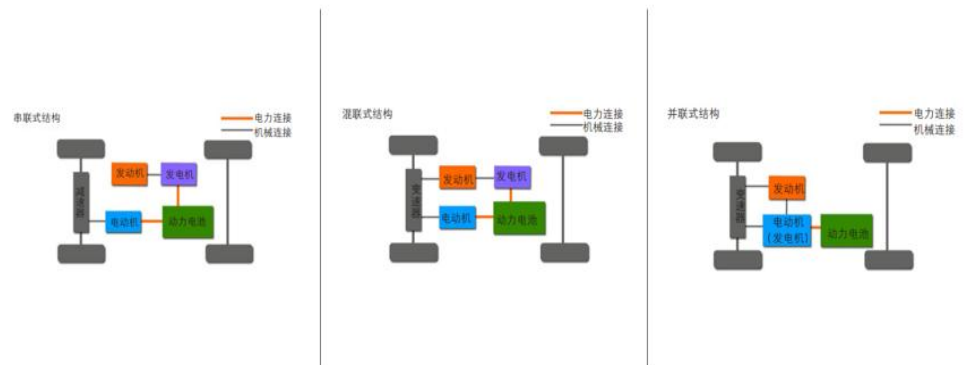 串联式结构
电力连接
机械连接
发动机
发电机
减速器
电动机
动力电池
混联式结构
电力连接
机械连接
发动机
发电机
变速器
电动机
动力电池
并联式结构
电力连接
机械连接
发动机
变速器
电动机
（发电机）
动力电池